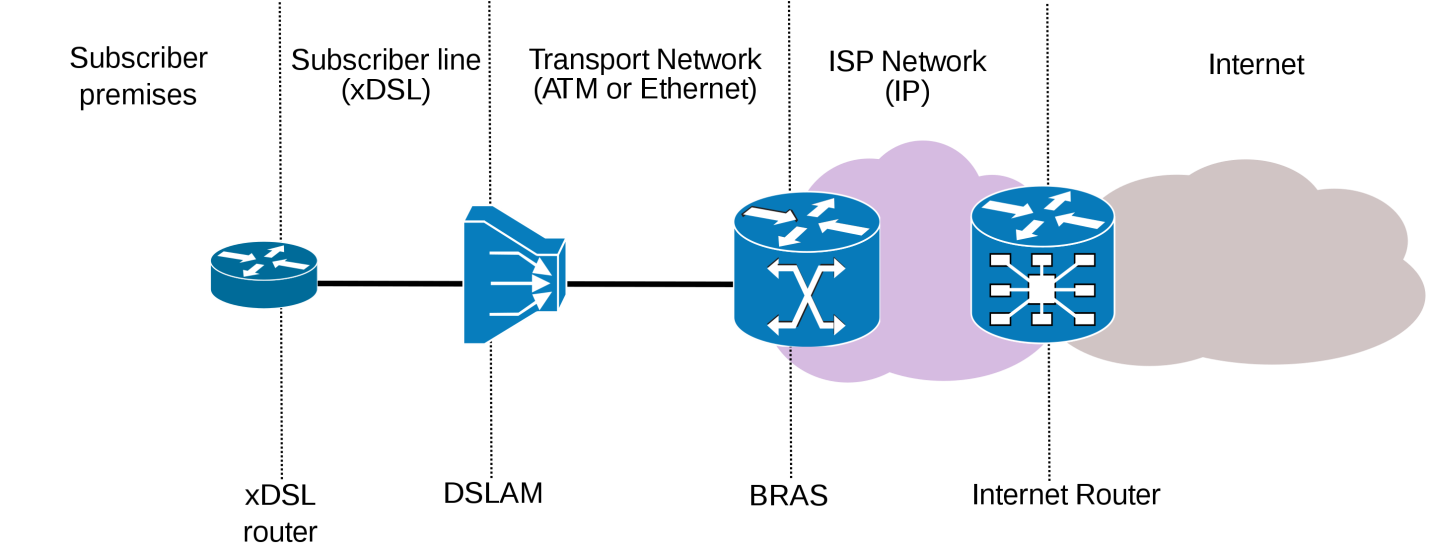 Subscriber
premises
Subscriber line
(xDSL)
Transport Network
(ATM or Ethernet)
ISP Network
(IP)
Internet
xDSL
router
DSLAM
BRAS
Internet Router